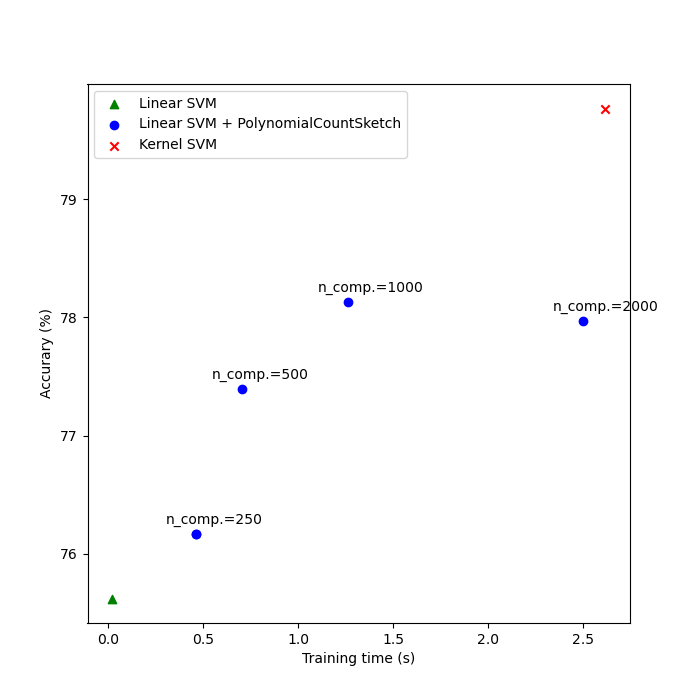 Linear SVM
Linear SVM + PolynomialCountSketch
Kernel SVM
79
78
77
76
Accurary (%)
n_comp.=1000
n_comp.=2000
n_comp.=500
n_comp.=250
0.0 0.5 1.0 1.5 2.0 2.5
Training time (s)